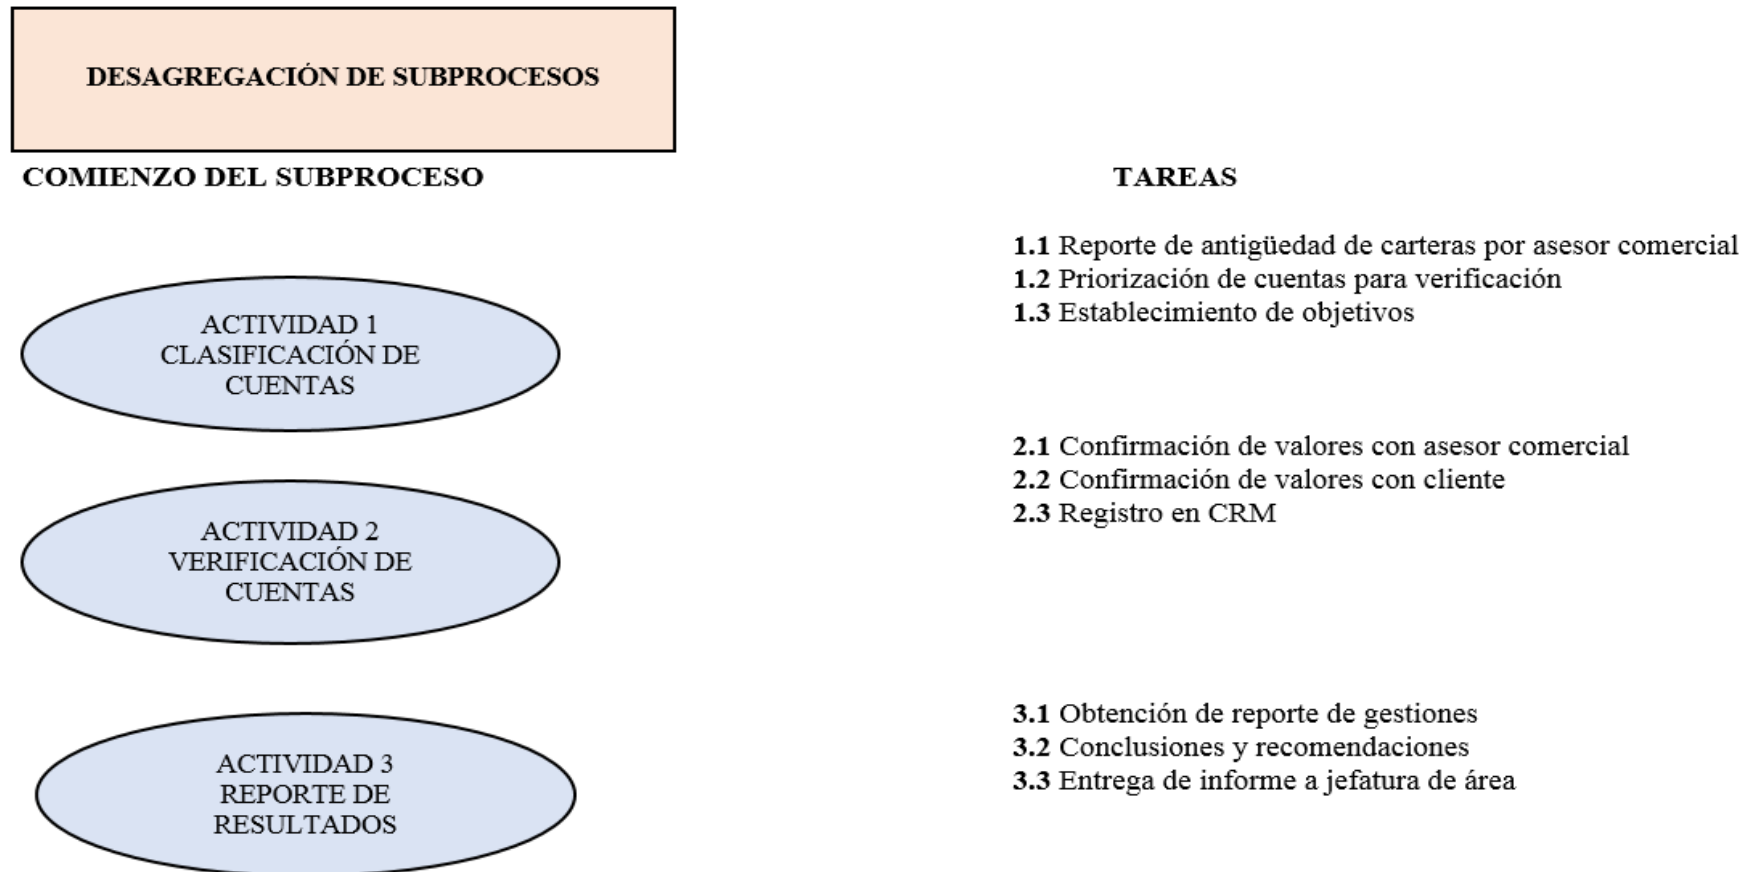 DESAGREGACIÓN DE SUBPROCESOS
COMIENZO DEL SUBPROCESO
TAREAS
ACTIVIDAD 1
CLASIFICACIÓN DE
CUENTAS
1.1 Reporte de antigüedad de carteras por asesor comercial
1.2 Priorización de cuentas para verificación
1.3 Establecimiento de objetivos
ACTIVIDAD 2
VERIFICACIÓN DE
CUENTAS
2.1 Confirmación de valores con asesor comercial
2.2 Confirmación de valores con cliente
2.3 Registro en CRM
ACTIVIDAD 3
REPORTE DE
RESULTADOS
3.1 Obtención de reporte de gestiones
3.2 Conclusiones y recomendaciones
3.3 Entrega de informe a jefatura de área